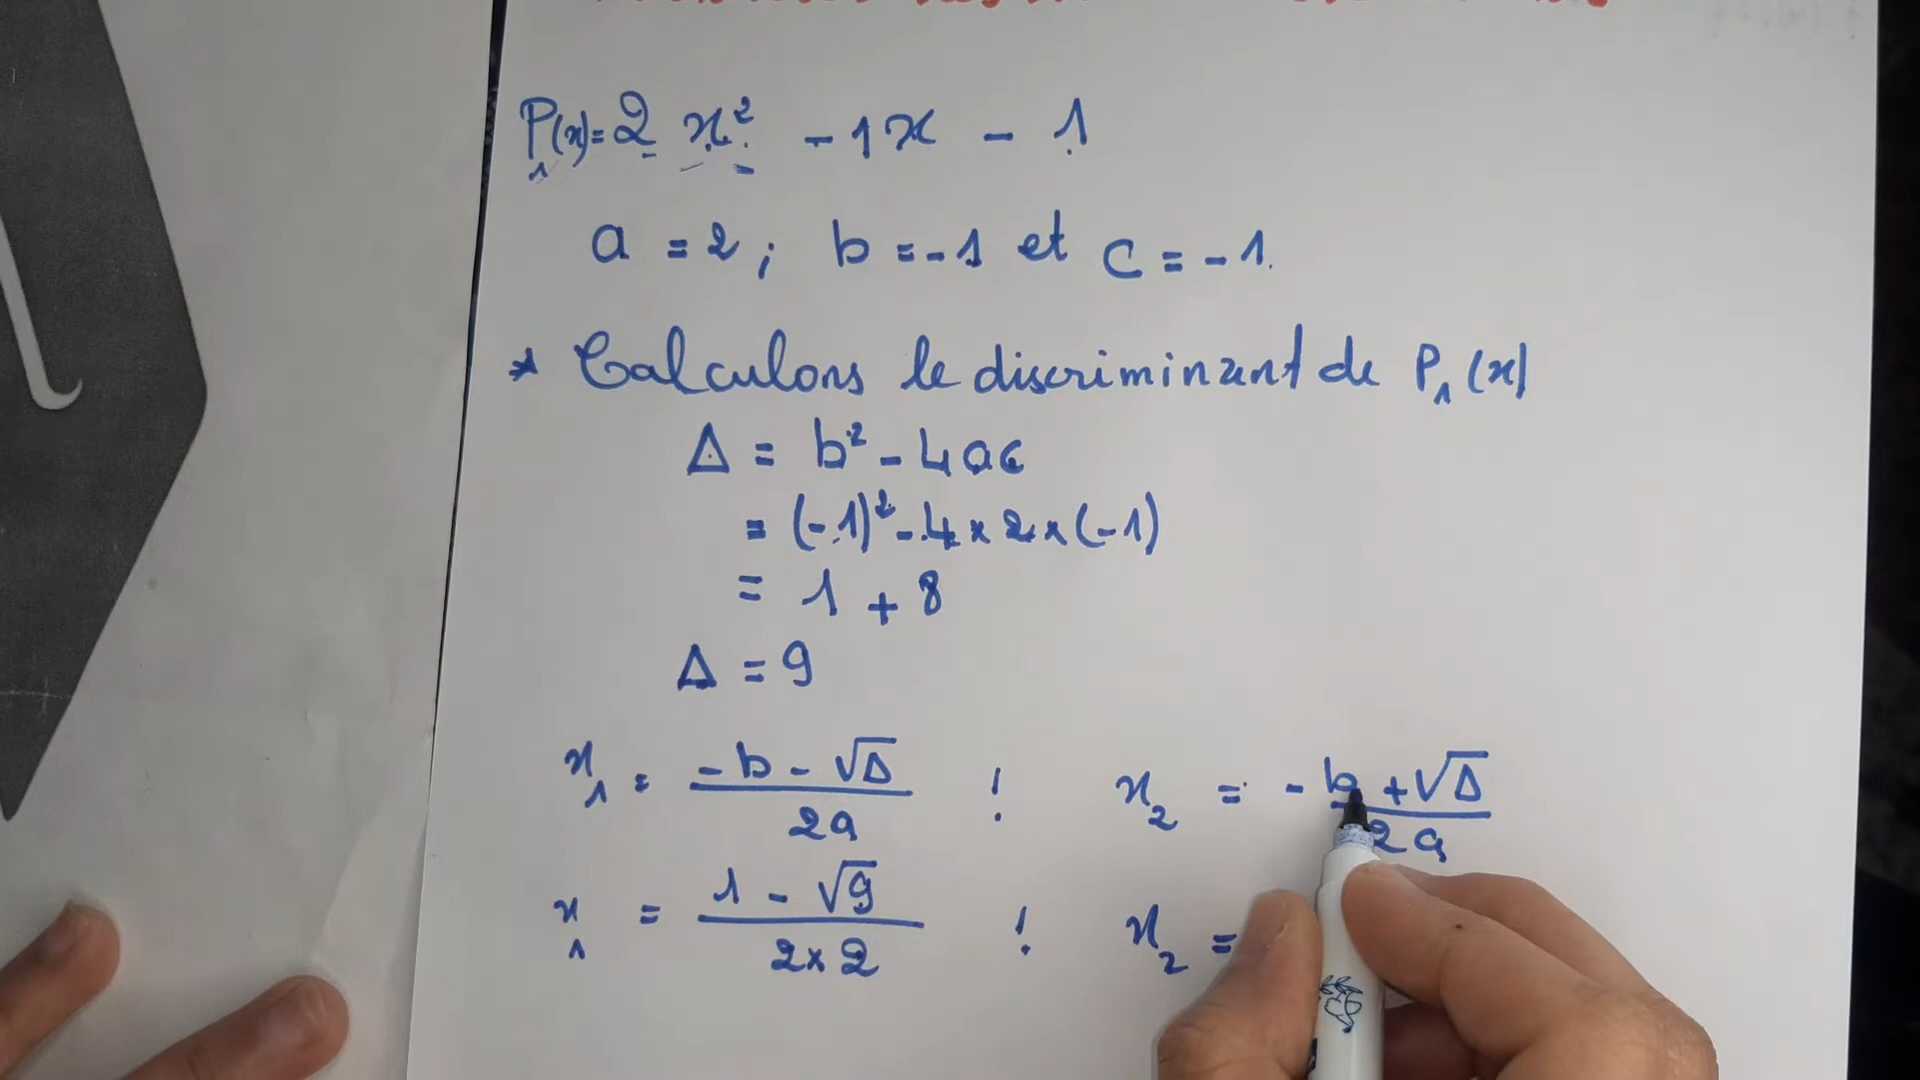 P₁(x)=2x² - 1x - 1
a = 2 ; b = -1 et c = -1.
* Calculons le discriminant de P₁(x)
Δ = b² - 4ac
= (-1)² - 4 × 2 × (-1)
= 1 + 8
Δ = 9
x₁ = (-b - √Δ)/2a ; x₂ = (-b + √Δ)/2a
x₁ = (1 - √9)/(2×2) ; x₂ =